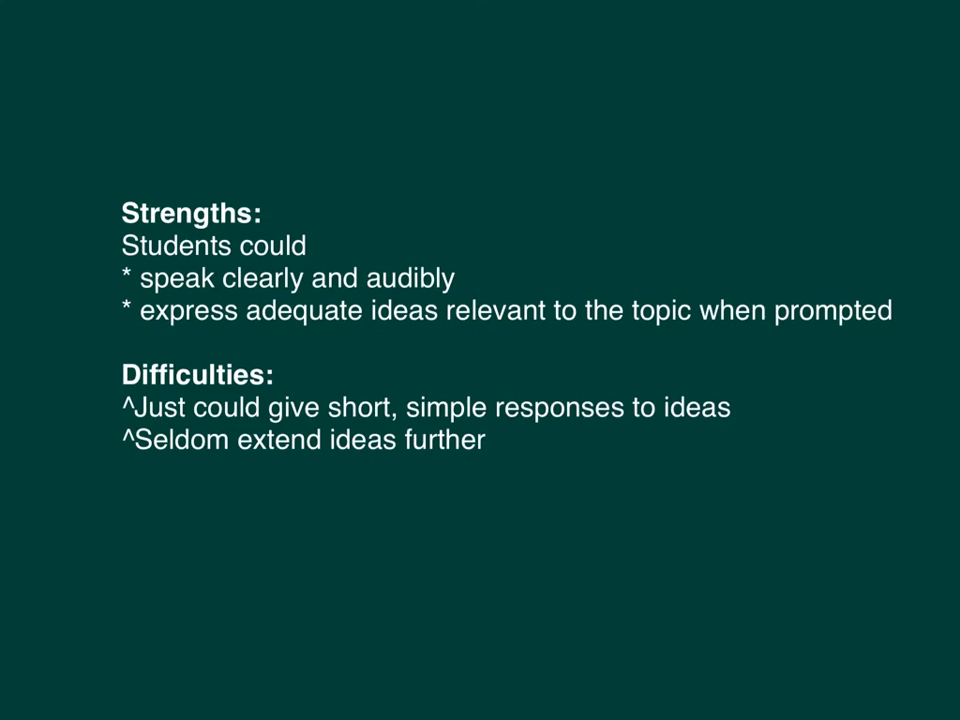 Strengths:
Students could
* speak clearly and audibly
* express adequate ideas relevant to the topic when prompted
Difficulties:
^Just could give short, simple responses to ideas
^Seldom extend ideas further